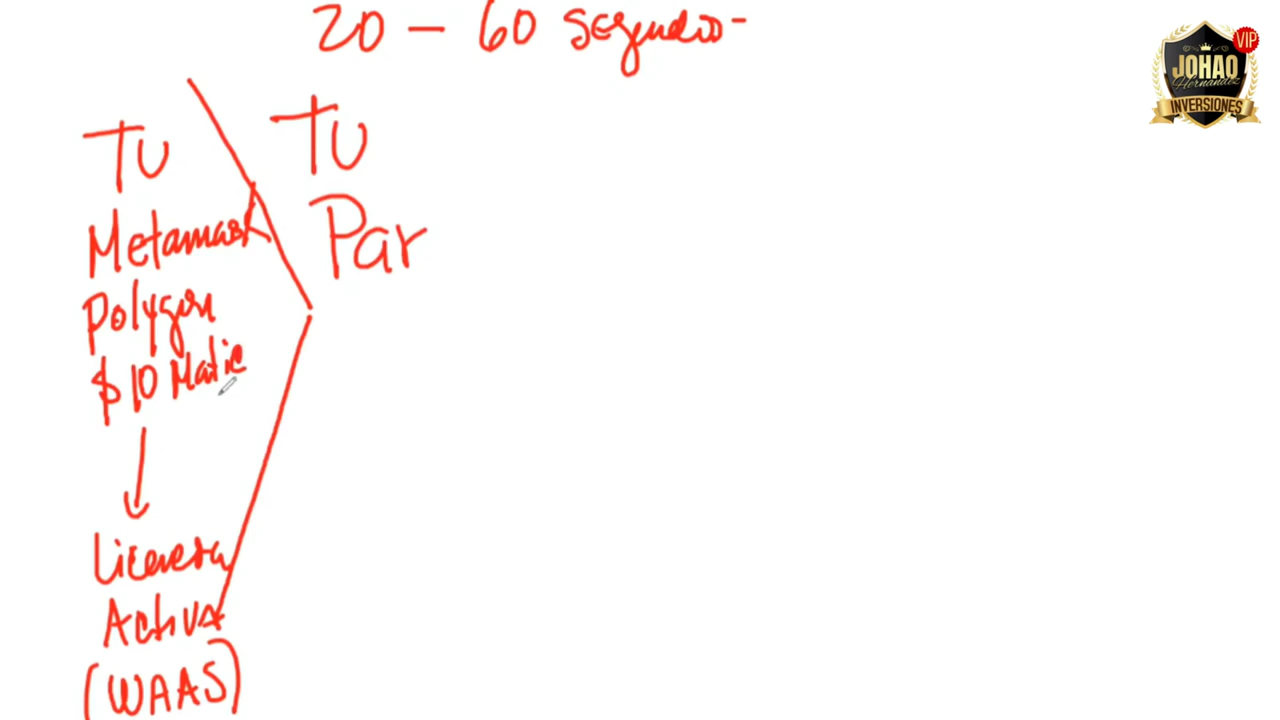 20 - 60 Segundos
Tu
Metamask
Polygon
$10 Matic
Licencia
Activa
(WAAS)
Tu
Par
VIP
JOHAO
Hernandez
INVERSIONES